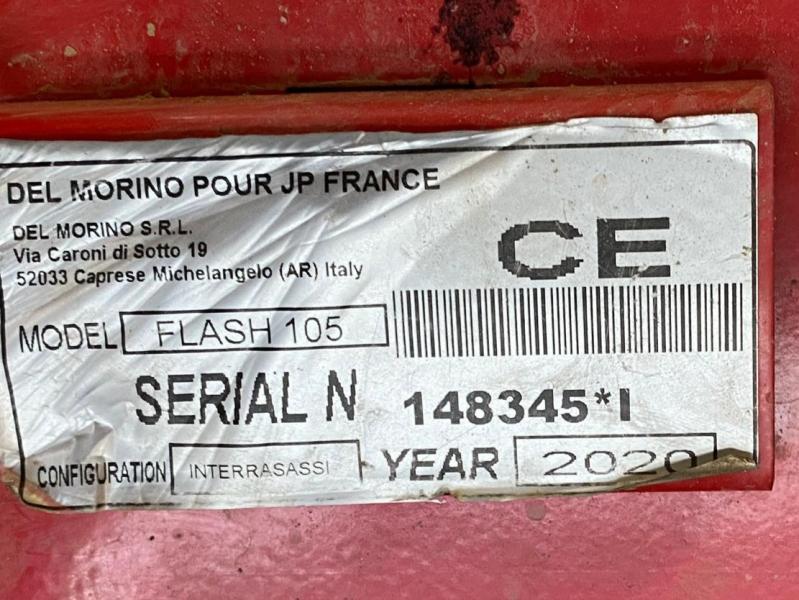 DEL MORINO POUR JP FRANCE
DEL MORINO S.R.L.
Via Caroni di Sotto 19
52033 Caprese Michelangelo (AR) Italy
CE
MODEL FLASH 105
SERIAL N 148345*I
CONFIGURATION INTERRASASSI YEAR 2020